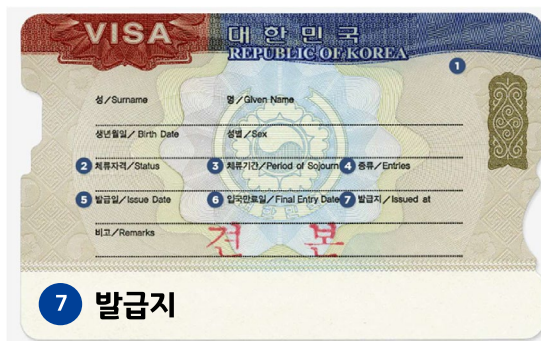 VISA 대한민국
REPUBLIC OF KOREA
1
성/Surname 명/Given Name
생년월일/Birth Date 성별/Sex
2 체류자격/Status 3 체류기간/Period of Sojourn 4 종류/Entries
5 발급일/Issue Date 6 입국만료일/Final Entry Date 7 발급지/Issued at
비고/Remarks 견 본
7 발급지